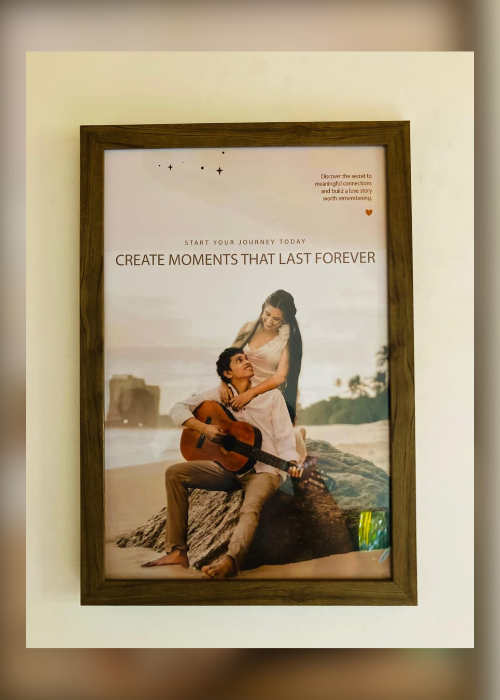 Discover the secret to
meaningful connections
and build a love story
worth remembering.
START YOUR JOURNEY TODAY
CREATE MOMENTS THAT LAST FOREVER